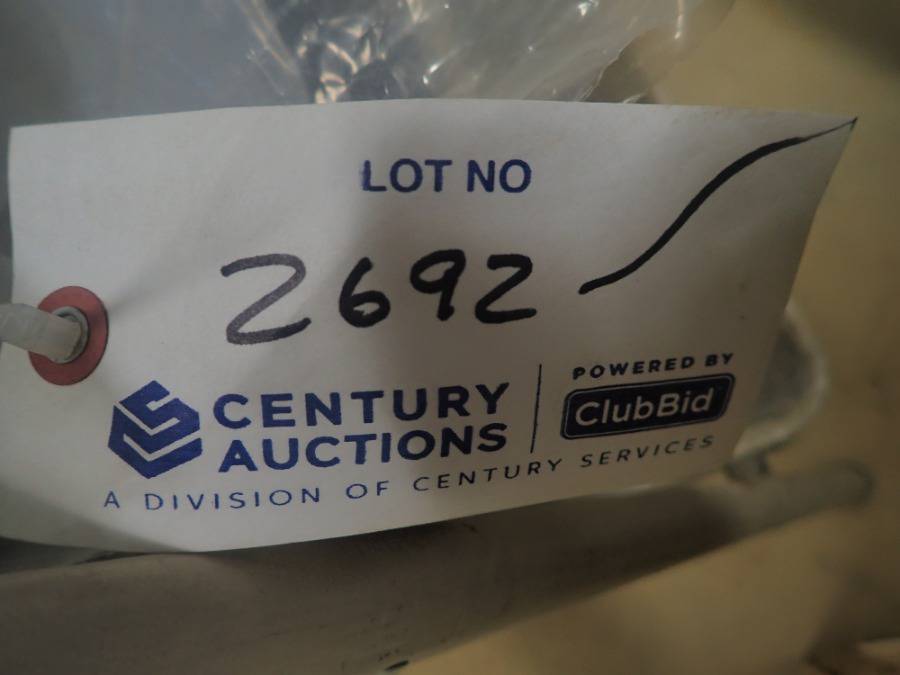 LOT NO
2692
CENTURY
AUCTIONS
POWERED BY
ClubBid
A DIVISION OF CENTURY SERVICES